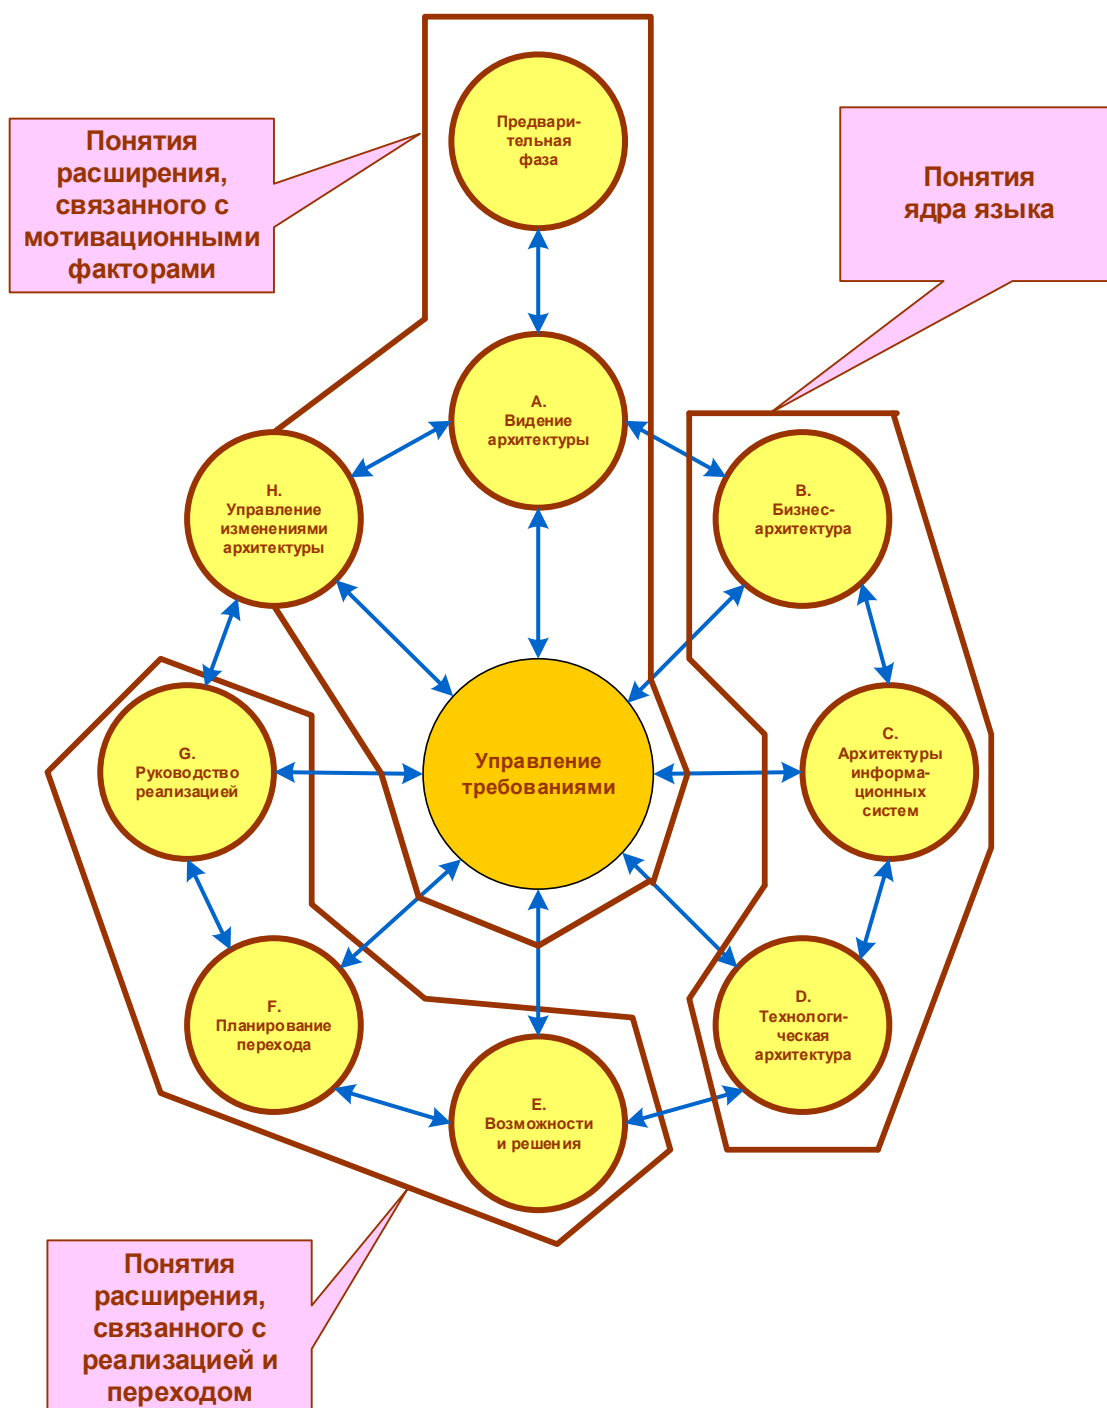 Предвари-
тельная
фаза
Понятия
расширения,
связанного с
мотивационными
факторами
Понятия
ядра языка
A.
Видение
архитектуры
H.
Управление
изменениями
архитектуры
B.
Бизнес-
архитектура
G.
Руководство
реализацией
Управление
требованиями
C.
Архитектуры
информа-
ционных
систем
F.
Планирование
перехода
D.
Технологи-
ческая
архитектура
E.
Возможности
и решения
Понятия
расширения,
связанного с
реализацией и
переходом